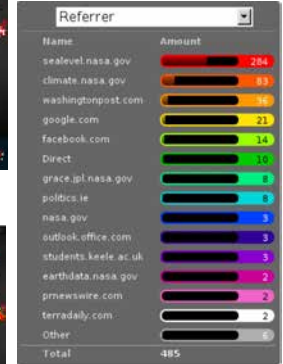 Referrer
Name Amount
sealevel.nasa.gov 284
climate.nasa.gov 83
washingtonpost.com 36
google.com 21
facebook.com 14
Direct 10
grace.jpl.nasa.gov 8
politics.ie 8
nasa.gov 3
outlook.office.com 3
students.keele.ac.uk 3
earthdata.nasa.gov 2
prnewswire.com 2
terradaily.com 2
Other 6
Total 485